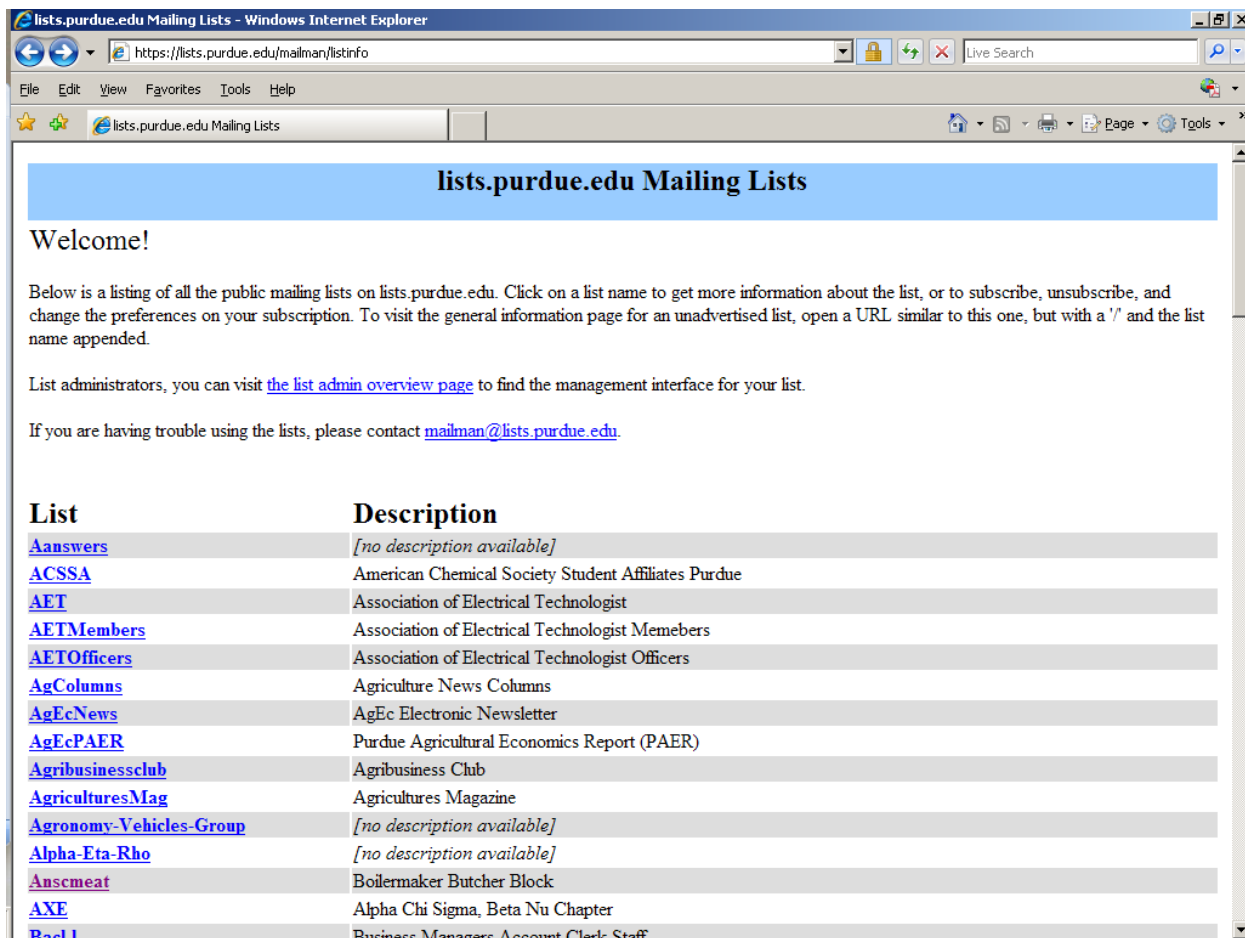 lists.purdue.edu Mailing Lists - Windows Internet Explorer
https://lists.purdue.edu/mailman/listinfo
Live Search
File Edit View Favorites Tools Help
lists.purdue.edu Mailing Lists
Page Tools
lists.purdue.edu Mailing Lists
Welcome!
Below is a listing of all the public mailing lists on lists.purdue.edu. Click on a list name to get more information about the list, or to subscribe, unsubscribe, and
change the preferences on your subscription. To visit the general information page for an unadvertised list, open a URL similar to this one, but with a '/' and the list
name appended.
List administrators, you can visit the list admin overview page to find the management interface for your list.
If you are having trouble using the lists, please contact mailman@lists.purdue.edu.
List Description
Aanswers [no description available]
ACSSA American Chemical Society Student Affiliates Purdue
AET Association of Electrical Technologist
AETMembers Association of Electrical Technologist Memebers
AETOfficers Association of Electrical Technologist Officers
AgColumns Agriculture News Columns
AgEcNews AgEc Electronic Newsletter
AgEcPAER Purdue Agricultural Economics Report (PAER)
Agribusinessclub Agribusiness Club
AgriculturesMag Agricultures Magazine
Agronomy-Vehicles-Group [no description available]
Alpha-Eta-Rho [no description available]
Anscmeat Boilermaker Butcher Block
AXE Alpha Chi Sigma, Beta Nu Chapter
Business Managers Account Clerk Staff